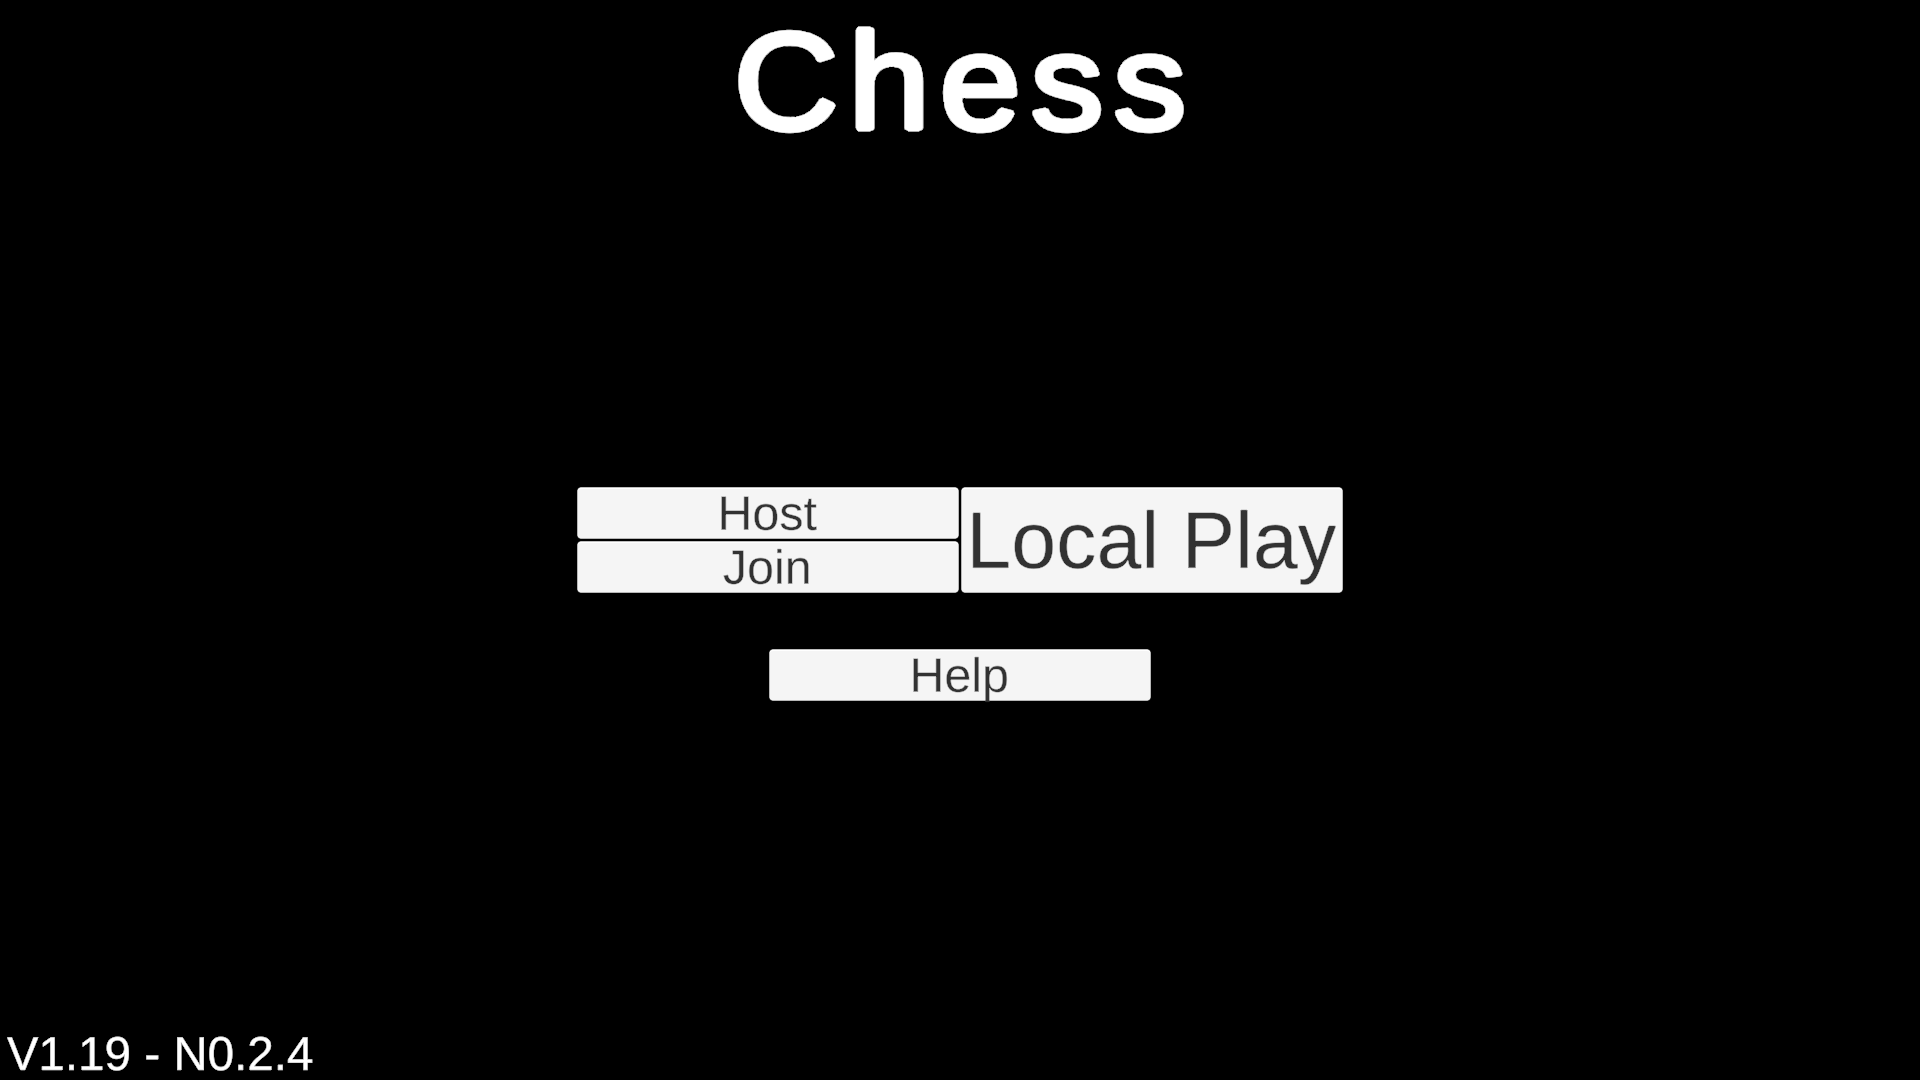 Chess
Host
Join
Local Play
Help
V1.19 - N0.2.4